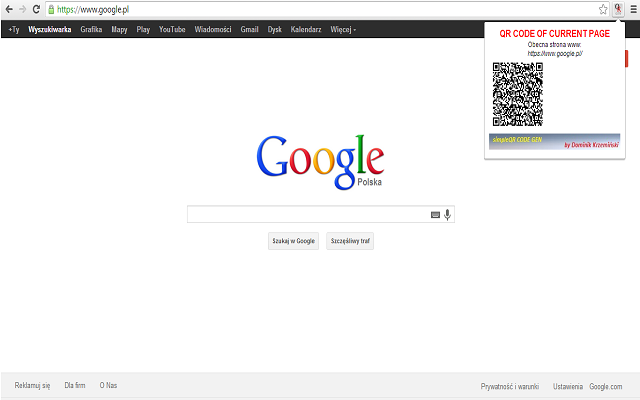 https://www.google.pl
+Ty Wyszukiwarka Grafika Mapy Play YouTube Wiadomości Gmail Dysk Kalendarz Więcej
QR CODE OF CURRENT PAGE
Obecna strona www:
https://www.google.pl/
simpleQR CODE GEN
by Dominik Krzemiński
Google
Polska
Szukaj w Google Szczęśliwy traf
Reklamuj się Dla firm O Nas Prywatność i warunki Ustawienia Google.com